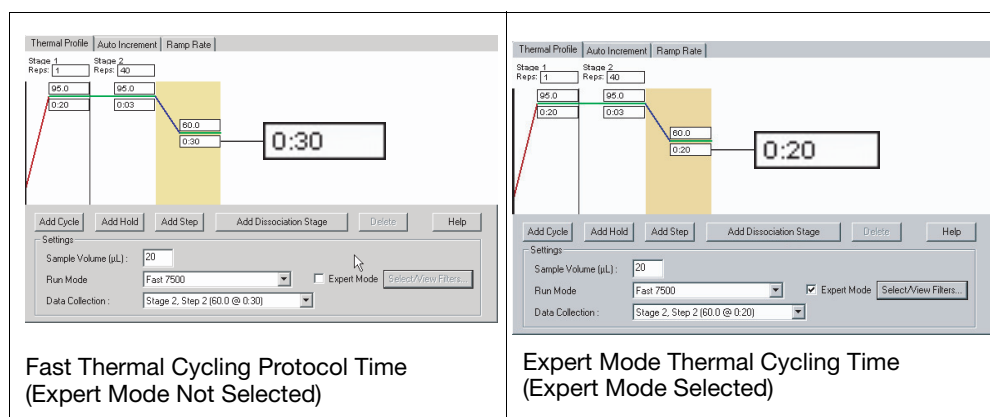 Thermal Profile Auto Increment Ramp Rate
Stage 1 Stage 2
Reps: 1 Reps: 40
95.0 95.0
0:20 0:03
60.0
0:30 0:30
Add Cycle Add Hold Add Step Add Dissociation Stage Delete Help
Settings
Sample Volume (µL) : 20
Run Mode Fast 7500 Expert Mode Select/View Filters...
Data Collection : Stage 2, Step 2 (60.0 @ 0:30)
Fast Thermal Cycling Protocol Time
(Expert Mode Not Selected)
Thermal Profile Auto Increment Ramp Rate
Stage 1 Stage 2
Reps: 1 Reps: 40
95.0 95.0
0:20 0:03
60.0
0:20 0:20
Add Cycle Add Hold Add Step Add Dissociation Stage Delete Help
Settings
Sample Volume (µL) : 20
Run Mode Fast 7500 Expert Mode Select/View Filters...
Data Collection : Stage 2, Step 2 (60.0 @ 0:20)
Expert Mode Thermal Cycling Time
(Expert Mode Selected)